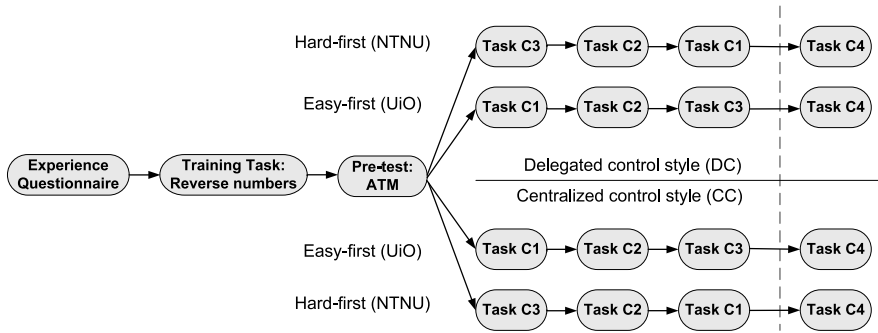 Hard-first (NTNU)
Task C3
Task C2
Task C1
Task C4
Easy-first (UiO)
Task C1
Task C2
Task C3
Task C4
Experience
Questionnaire
Training Task:
Reverse numbers
Pre-test:
ATM
Delegated control style (DC)
Centralized control style (CC)
Easy-first (UiO)
Task C1
Task C2
Task C3
Task C4
Hard-first (NTNU)
Task C3
Task C2
Task C1
Task C4